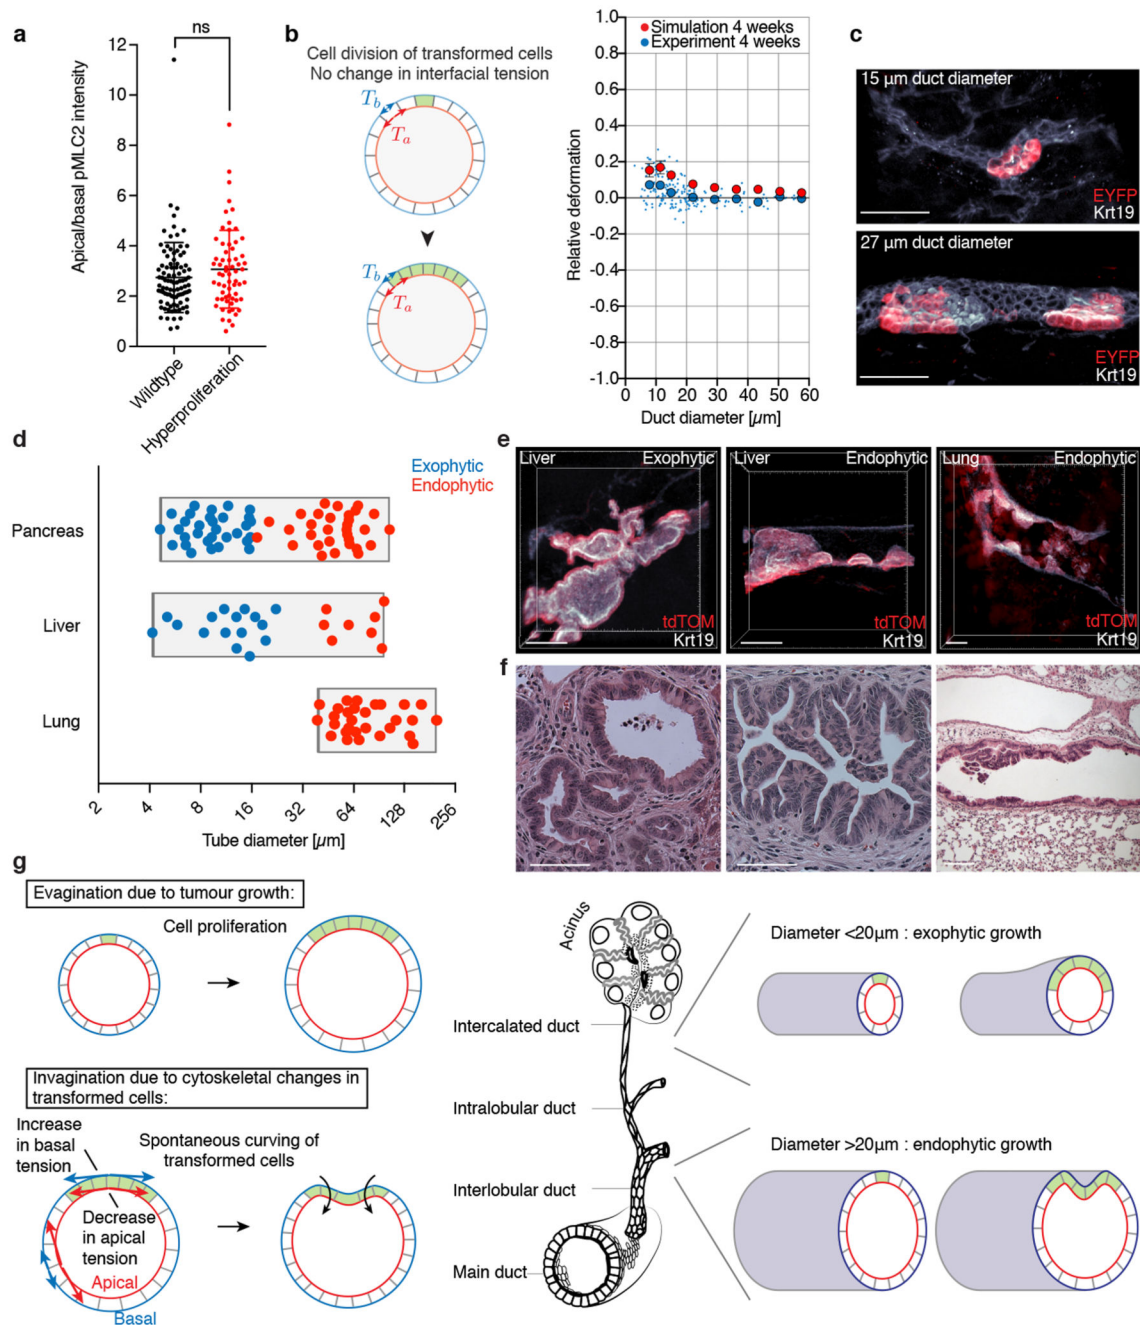 a
ns
12
10
8
6
4
2
0
Apical/basal pMLC2 intensity
Wildtype
Hyperproliferation
b
Cell division of transformed cells
No change in interfacial tension
Tb
Ta
Tb
Ta
1.0
0.8
0.6
0.4
0.2
0.0
-0.2
-0.4
-0.6
-0.8
-1.0
Relative deformation
Simulation 4 weeks
Experiment 4 weeks
0 10 20 30 40 50 60
Duct diameter [µm]
c
15 µm duct diameter
EYFP
Krt19
27 µm duct diameter
EYFP
Krt19
d
Exophytic
Endophytic
Pancreas
Liver
Lung
2 4 8 16 32 64 128 256
Tube diameter [µm]
e
Liver Exophytic
tdTOM
Krt19
Liver Endophytic
tdTOM
Krt19
Lung Endophytic
tdTOM
Krt19
f
g
Evagination due to tumour growth:
Cell proliferation
Invagination due to cytoskeletal changes in
transformed cells:
Increase
in basal
tension
Spontaneous curving of
transformed cells
Decrease
in apical
tension
Apical
Basal
Acinus
Intercalated duct
Intralobular duct
Interlobular duct
Main duct
Diameter <20µm : exophytic growth
Diameter >20µm : endophytic growth